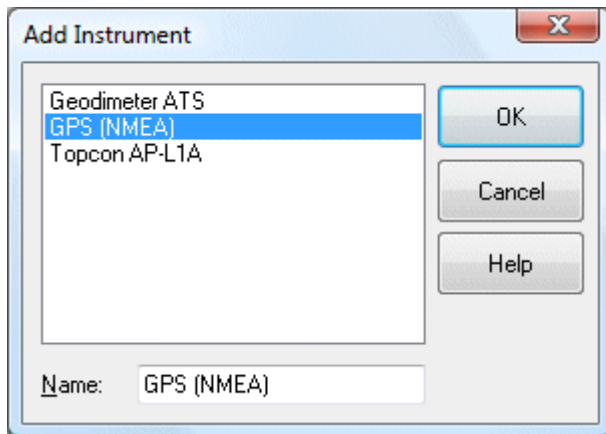 Add Instrument
Geodimeter ATS
GPS (NMEA)
Topcon AP-L1A
OK
Cancel
Help
Name: GPS (NMEA)